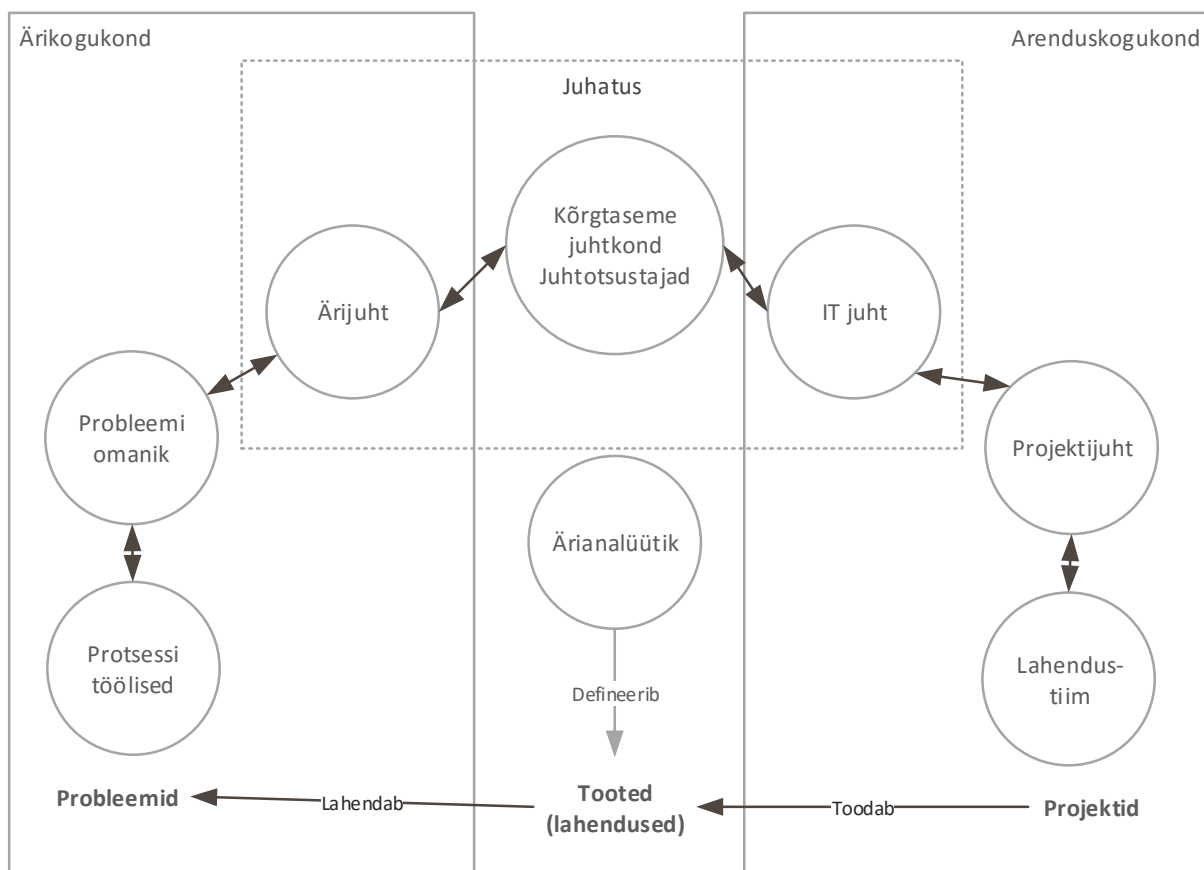 Ärikogukond
Arenduskogukond
Juhatus
Kõrgtaseme
juhtkond
Juhtotsustajad
Ärijuht
IT juht
Probleemi
omanik
Projektijuht
Ärianalüütik
Protsessi
töölised
Lahendus-
tiim
Defineerib
Probleemid
Lahendab
Tooted
(lahendused)
Toodab
Projektid